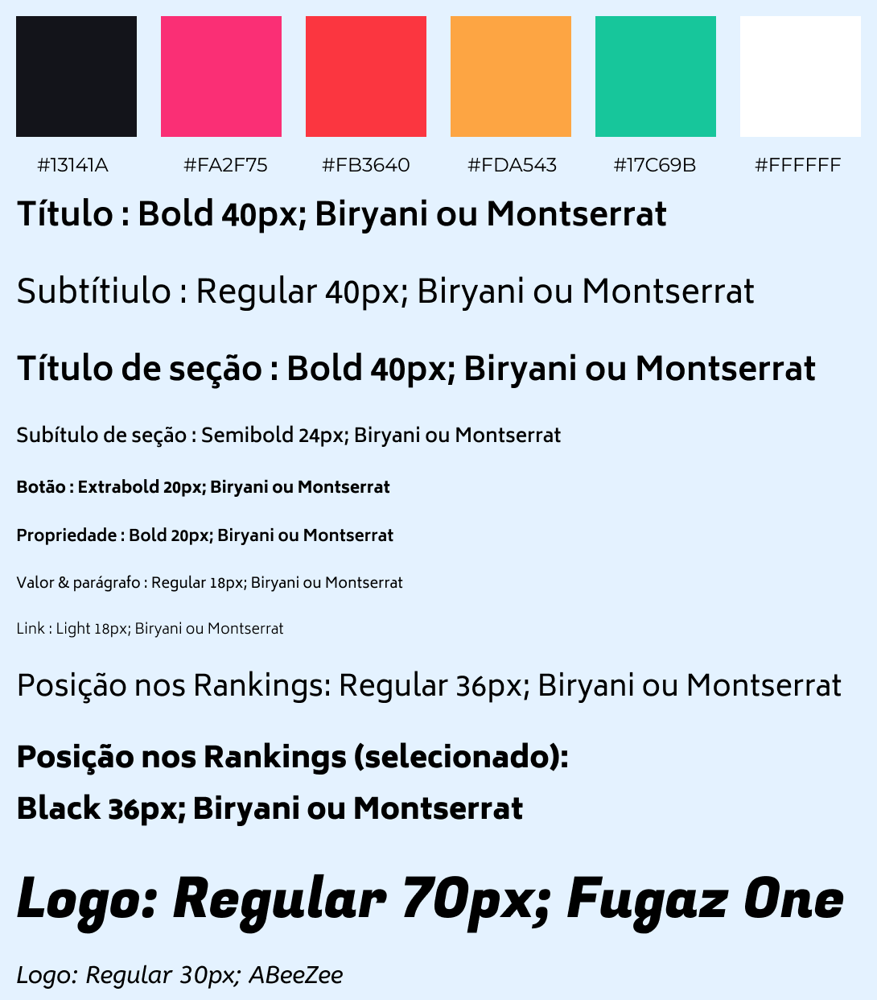 #13141A #FA2F75 #FB3640 #FDA543 #17C69B #FFFFFF
Título : Bold 40px; Biryani ou Montserrat
Subtítiulo : Regular 40px; Biryani ou Montserrat
Título de seção : Bold 40px; Biryani ou Montserrat
Subítulo de seção : Semibold 24px; Biryani ou Montserrat
Botão : Extrabold 20px; Biryani ou Montserrat
Propriedade : Bold 20px; Biryani ou Montserrat
Valor & parágrafo : Regular 18px; Biryani ou Montserrat
Link : Light 18px; Biryani ou Montserrat
Posição nos Rankings: Regular 36px; Biryani ou Montserrat
Posição nos Rankings (selecionado):
Black 36px; Biryani ou Montserrat
Logo: Regular 70px; Fugaz One
Logo: Regular 30px; ABeeZee